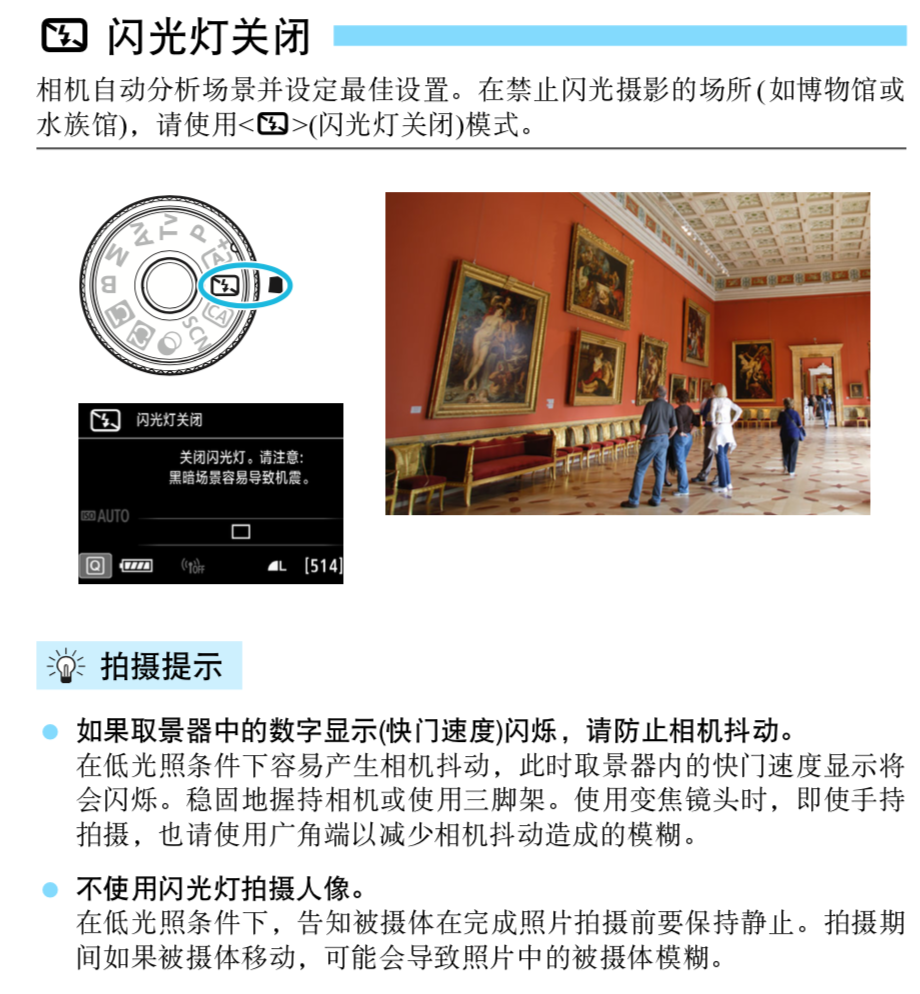 闪光灯关闭
相机自动分析场景并设定最佳设置。在禁止闪光摄影的场所(如博物馆或
水族馆)，请使用<>(闪光灯关闭)模式。
B M Av Tv P A+
CA SCN
闪光灯关闭
关闭闪光灯。请注意:
黑暗场景容易导致机震。
ISO AUTO
Q OFF L [514]
拍摄提示
● 如果取景器中的数字显示(快门速度)闪烁，请防止相机抖动。
在低光照条件下容易产生相机抖动，此时取景器内的快门速度显示将
会闪烁。稳固地握持相机或使用三脚架。使用变焦镜头时，即使手持
拍摄，也请使用广角端以减少相机抖动造成的模糊。
● 不使用闪光灯拍摄人像。
在低光照条件下，告知被摄体在完成照片拍摄前要保持静止。拍摄期
间如果被摄体移动，可能会导致照片中的被摄体模糊。